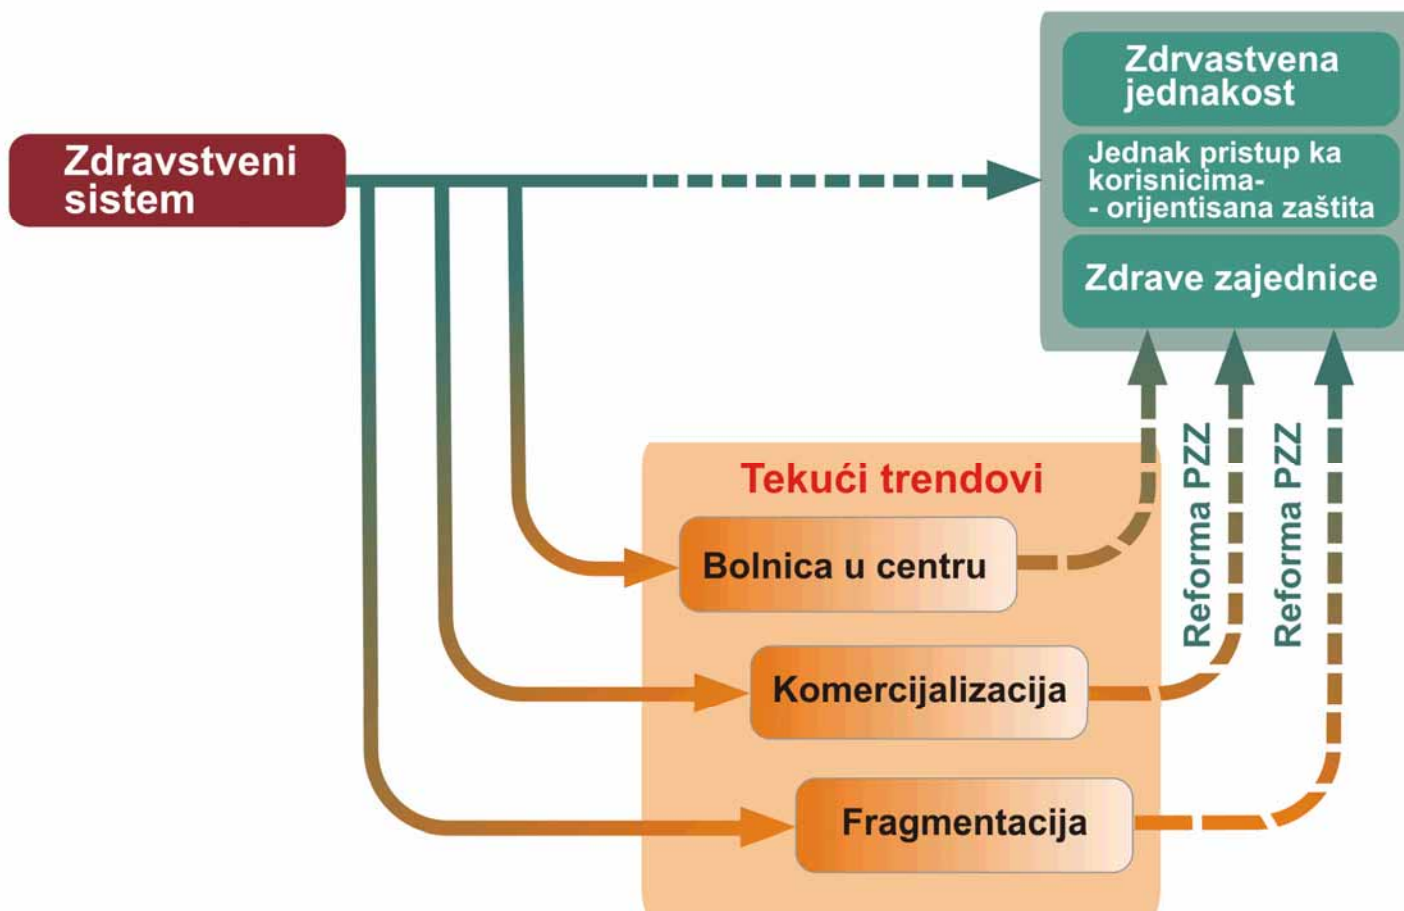 Zdrvastvena
jednakost
Zdravstveni
sistem
Jednak pristup ka
korisnicima-
- orijentisana zaštita
Zdrave zajednice
Tekući trendovi
Bolnica u centru
Komercijalizacija
Fragmentacija
Reforma PZZ
Reforma PZZ